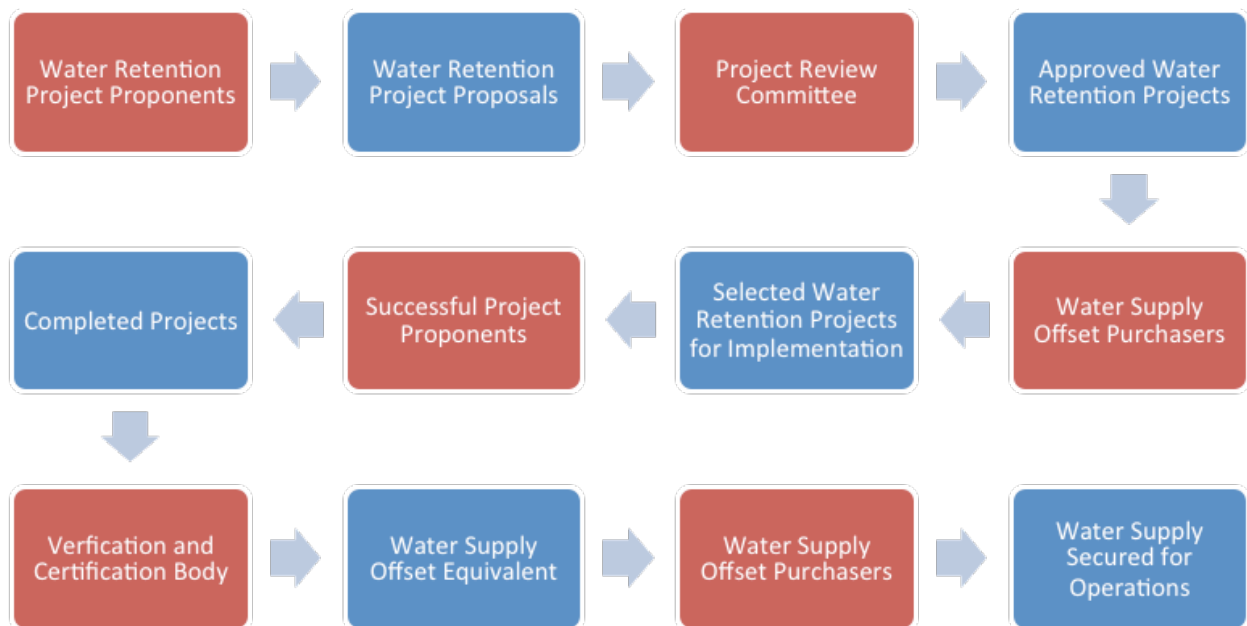 Water Retention
Project Proponents
Water Retention
Project Proposals
Project Review
Committee
Approved Water
Retention Projects
Completed Projects
Successful Project
Proponents
Selected Water
Retention Projects
for Implementation
Water Supply
Offset Purchasers
Verfication and
Certification Body
Water Supply
Offset Equivalent
Water Supply
Offset Purchasers
Water Supply
Secured for
Operations